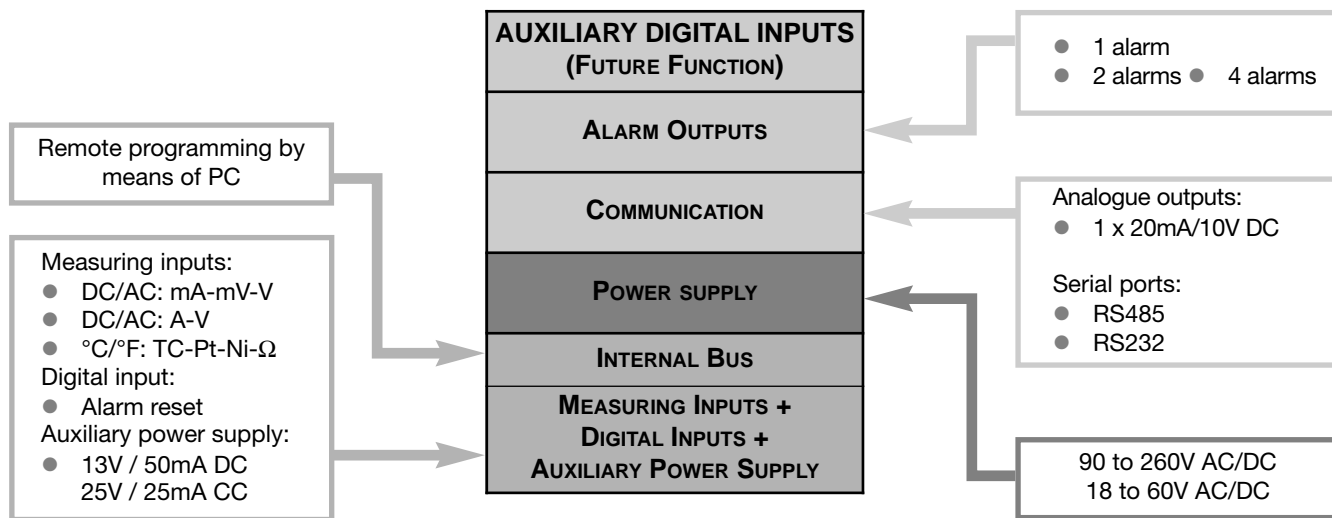 AUXILIARY DIGITAL INPUTS
(FUTURE FUNCTION)
ALARM OUTPUTS
COMMUNICATION
POWER SUPPLY
INTERNAL BUS
MEASURING INPUTS +
DIGITAL INPUTS +
AUXILIARY POWER SUPPLY
Remote programming by
means of PC
Measuring inputs:
● DC/AC: mA-mV-V
● DC/AC: A-V
● °C/°F: TC-Pt-Ni-Ω
Digital input:
● Alarm reset
Auxiliary power supply:
● 13V / 50mA DC
25V / 25mA CC
● 1 alarm
● 2 alarms ● 4 alarms
Analogue outputs:
● 1 x 20mA/10V DC
Serial ports:
● RS485
● RS232
90 to 260V AC/DC
18 to 60V AC/DC